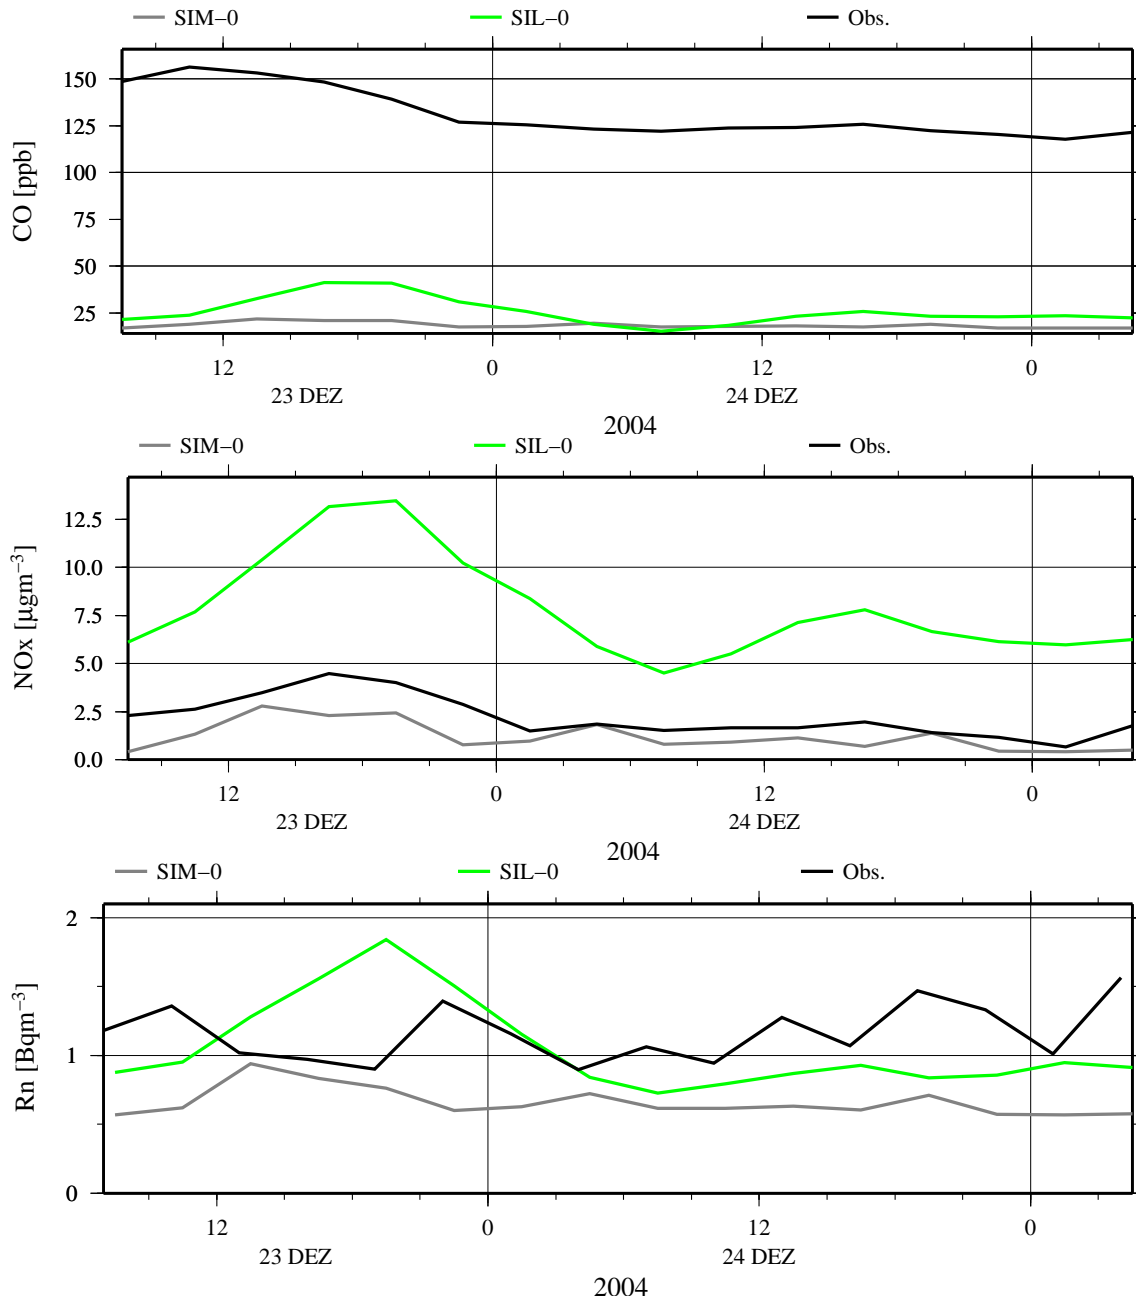 SIM−0 SIL−0 Obs.
150
125
100
75
50
25
CO [ppb]
12 0 12 0
23 DEZ 24 DEZ
2004
SIM−0 SIL−0 Obs.
12.5
10.0
7.5
5.0
2.5
0.0
NOx [µgm⁻³]
12 0 12 0
23 DEZ 24 DEZ
2004
SIM−0 SIL−0 Obs.
2
1
0
Rn [Bqm⁻³]
12 0 12 0
23 DEZ 24 DEZ
2004